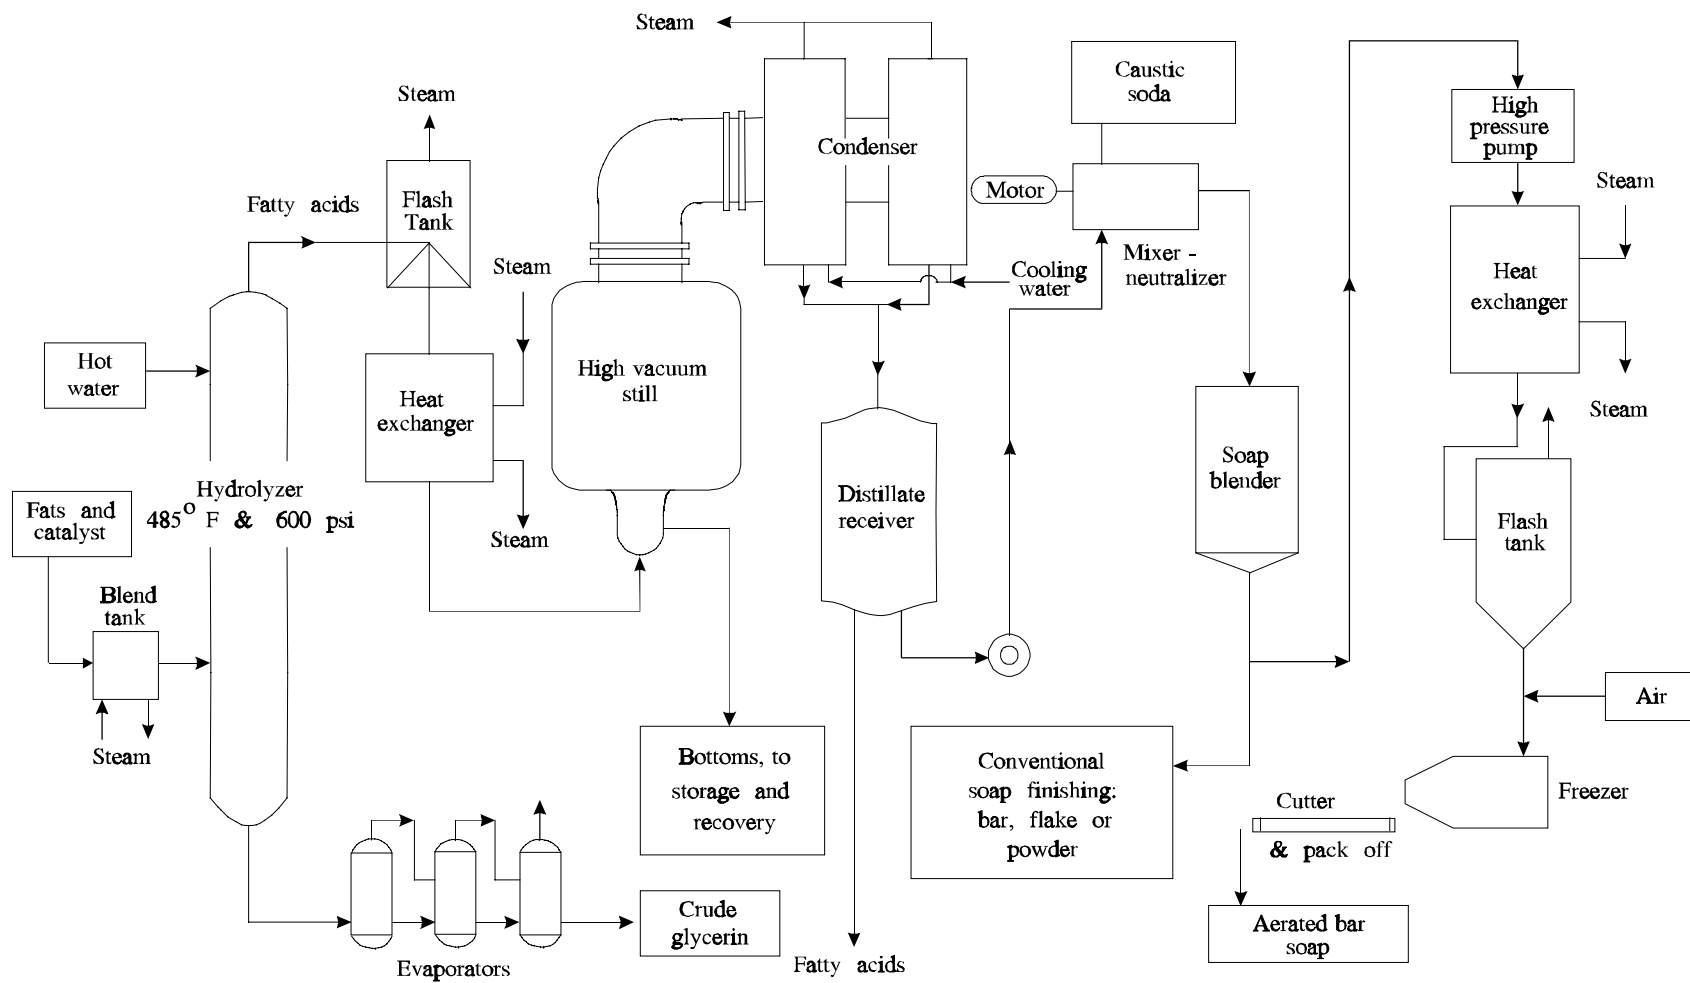 Steam
Caustic
soda
High
pressure
pump
Steam
Condenser
Motor
Steam
Fatty acids
Flash
Tank
Mixer -
neutralizer
Steam
Cooling
water
Heat
exchanger
Hot
water
High vacuum
still
Heat
exchanger
Steam
Soap
blender
Hydrolyzer
485° F & 600 psi
Fats and
catalyst
Distillate
receiver
Flash
tank
Steam
Blend
tank
Air
Steam
Bottoms, to
storage and
recovery
Conventional
soap finishing:
bar, flake or
powder
Freezer
Cutter
& pack off
Crude
glycerin
Aerated bar
soap
Evaporators
Fatty acids